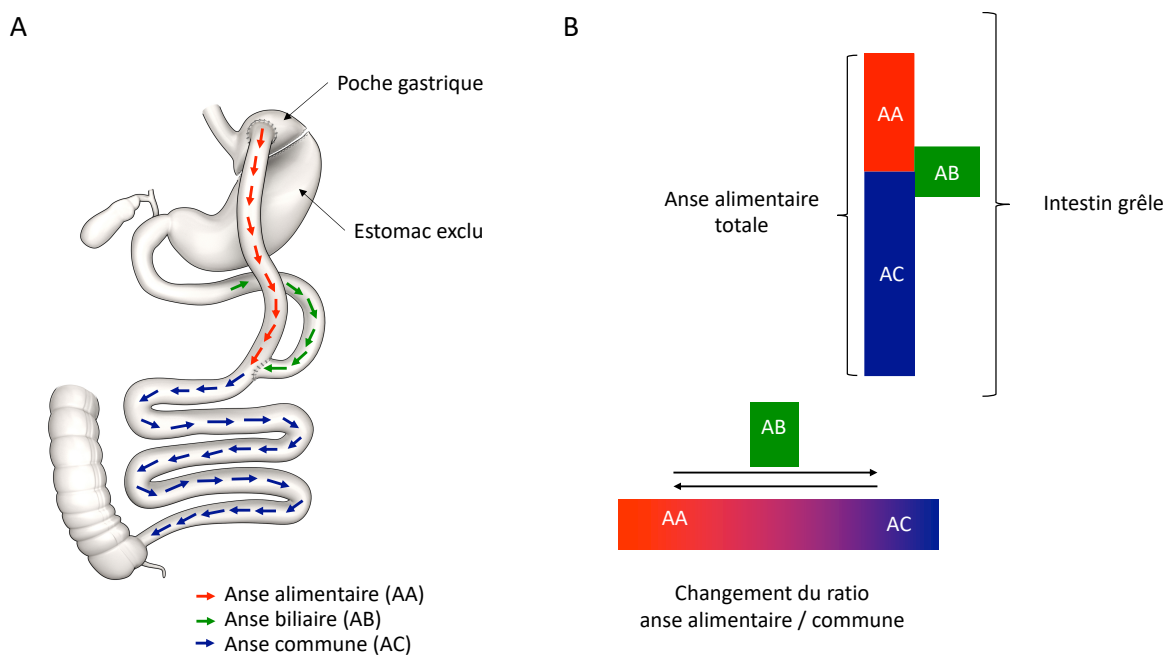 A
Poche gastrique
Estomac exclu
Anse alimentaire (AA)
Anse biliaire (AB)
Anse commune (AC)
B
AA
AB
Anse alimentaire
totale
Intestin grêle
AC
AB
AA
AC
Changement du ratio
anse alimentaire / commune